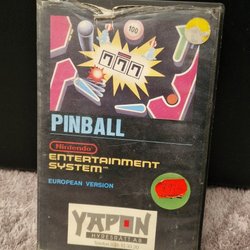 100
777
PINBALL
Nintendo
ENTERTAINMENT
SYSTEM
EUROPEAN VERSION
YAPON